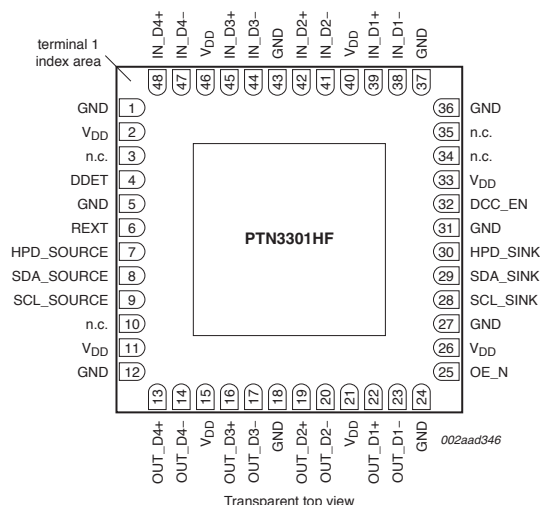 terminal 1
index area
IN_D4+
IN_D4−
VDD
IN_D3+
IN_D3−
GND
IN_D2+
IN_D2−
VDD
IN_D1+
IN_D1−
GND
48
47
46
45
44
43
42
41
40
39
38
37
GND 1
VDD 2
n.c. 3
DDET 4
GND 5
REXT 6
HPD_SOURCE 7
SDA_SOURCE 8
SCL_SOURCE 9
n.c. 10
VDD 11
GND 12
PTN3301HF
36 GND
35 n.c.
34 n.c.
33 VDD
32 DCC_EN
31 GND
30 HPD_SINK
29 SDA_SINK
28 SCL_SINK
27 GND
26 VDD
25 OE_N
13
14
15
16
17
18
19
20
21
22
23
24
OUT_D4+
OUT_D4−
VDD
OUT_D3+
OUT_D3−
GND
OUT_D2+
OUT_D2−
VDD
OUT_D1+
OUT_D1−
GND
002aad346
Transparent top view